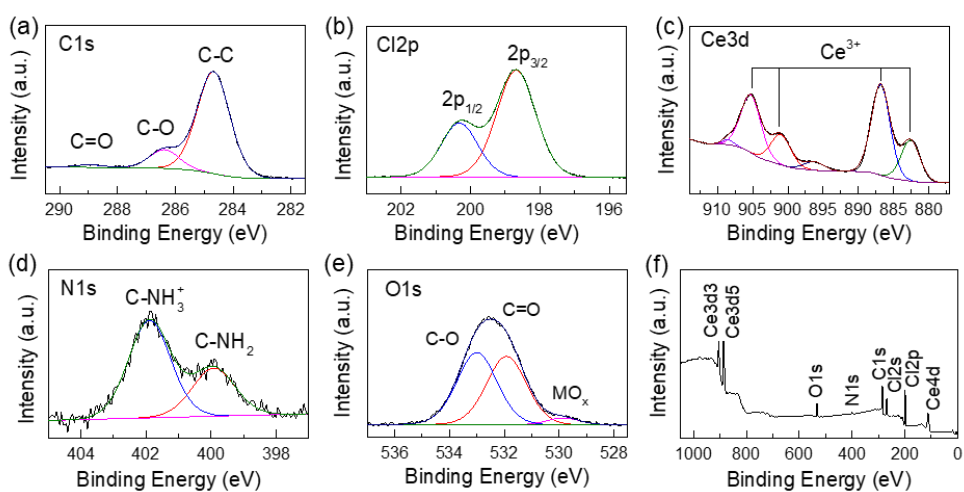 (a)
C1s
C-C
C-O
C=O
Intensity (a.u.)
290 288 286 284 282
Binding Energy (eV)
(b)
Cl2p
2p3/2
2p1/2
Intensity (a.u.)
202 200 198 196
Binding Energy (eV)
(c)
Ce3d
Ce³⁺
Intensity (a.u.)
910 905 900 895 890 885 880
Binding Energy (eV)
(d)
N1s
C-NH₃⁺
C-NH₂
Intensity (a.u.)
404 402 400 398
Binding Energy (eV)
(e)
O1s
C=O
C-O
MOₓ
Intensity (a.u.)
536 534 532 530 528
Binding Energy (eV)
(f)
Ce3d3
Ce3d5
O1s
N1s
C1s
Cl2s
Cl2p
Ce4d
Intensity (a.u.)
1000 800 600 400 200 0
Binding Energy (eV)